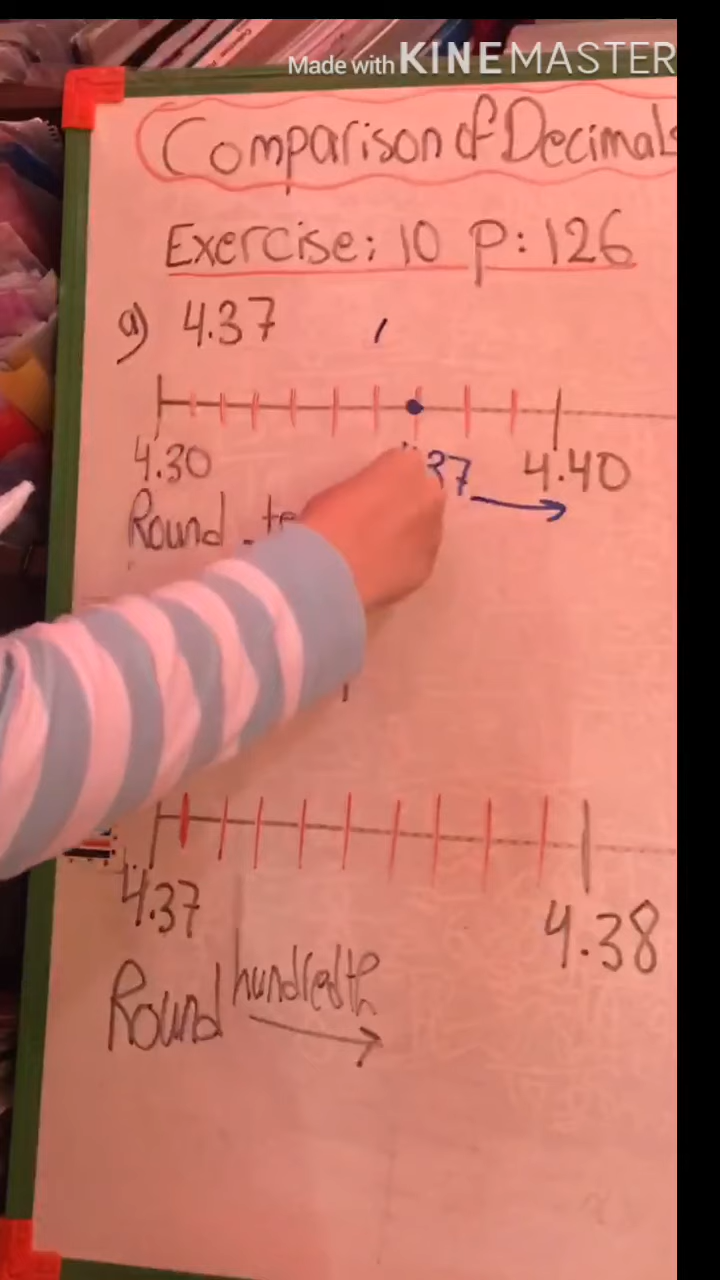 Made with KINEMASTER
Comparison of Decimals
Exercise: 10 p: 126
a) 4.37
4.30 37 4.40
Round
4.37 4.38
Round hundredth